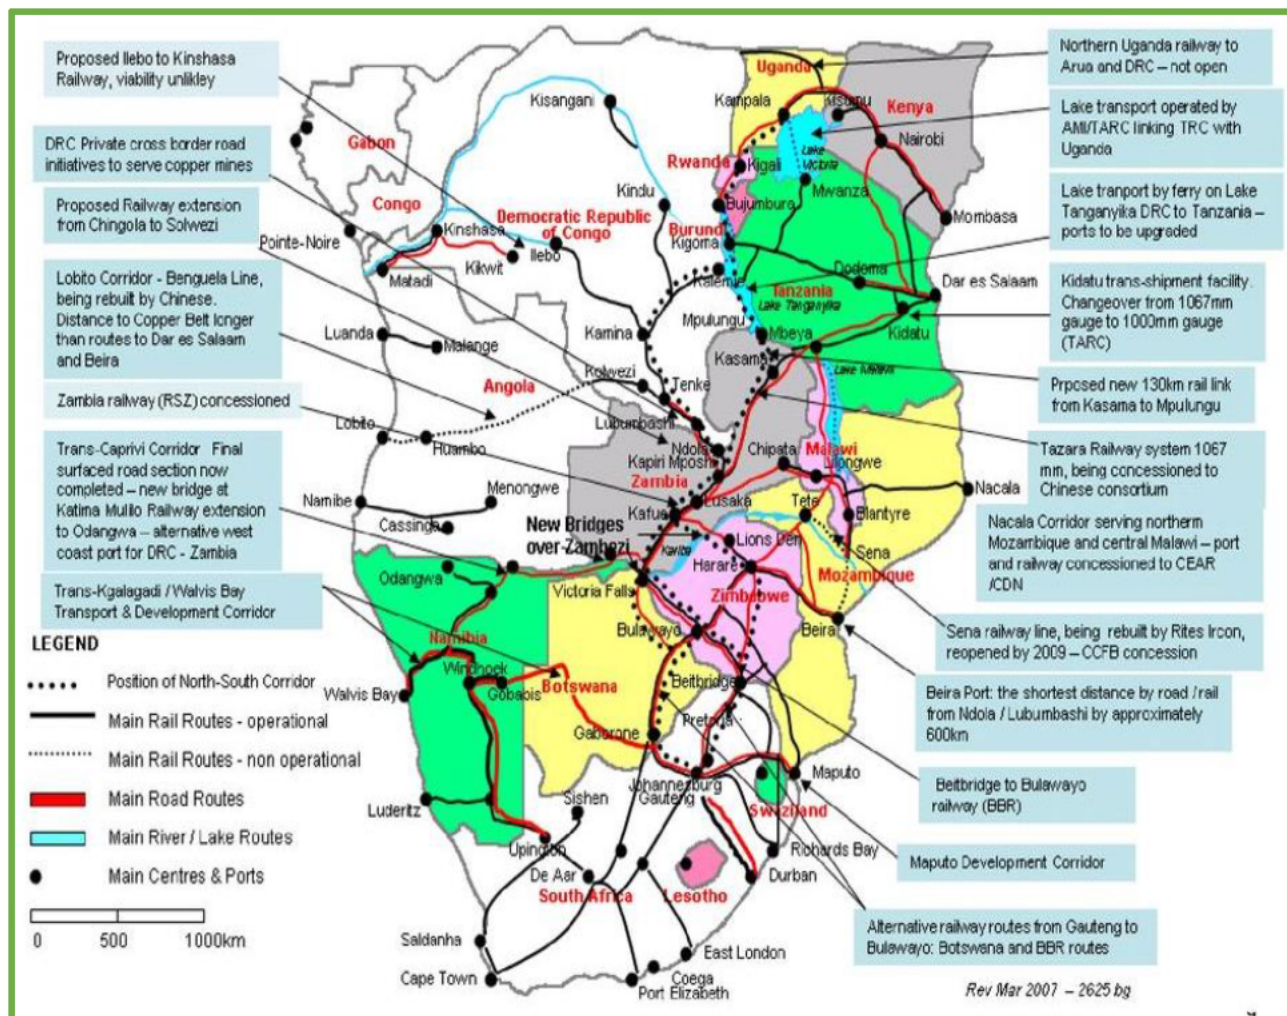 Proposed Ilebo to Kinshasa
Railway, viability unlikley
DRC Private cross border road
initiatives to serve copper mines
Proposed Railway extension
from Chingola to Solwezi
Lobito Corridor - Benguela Line,
being rebuilt by Chinese.
Distance to Copper Belt longer
than routes to Dar es Salaam
and Beira
Zambia railway (RSZ) concessioned
Trans-Caprivi Corridor Final
surfaced road section now
completed – new bridge at
Katima Mulilo Railway extension
to Odangwa – alternative west
coast port for DRC - Zambia
Trans-Kgalagadi / Walvis Bay
Transport & Development Corridor
LEGEND
Position of North-South Corridor
Main Rail Routes - operational
Main Rail Routes - non operational
Main Road Routes
Main River / Lake Routes
Main Centres & Ports
0 500 1000km
Northern Uganda railway to
Arua and DRC – not open
Lake transport operated by
AMI/TARC linking TRC with
Uganda
Lake tranport by ferry on Lake
Tanganyika DRC to Tanzania –
ports to be upgraded
Kidatu trans-shipment facility.
Changeover from 1067mm
gauge to 1000mm gauge
(TARC)
Prposed new 130km rail link
from Kasama to Mpulungu
Tazara Railway system 1067
mm, being concessioned to
Chinese consortium
Nacala Corridor serving northern
Mozambique and central Malawi – port
and railway concessioned to CEAR
/CDN
Sena railway line, being rebuilt by Rites Ircon,
reopened by 2009 – CCFB concession
Beira Port: the shortest distance by road / rail
from Ndola / Lubumbashi by approximately
600km
Beitbridge to Bulawayo
railway (BBR)
Maputo Development Corridor
Alternative railway routes from Gauteng to
Bulawayo: Botswana and BBR routes
Rev Mar 2007 – 2625 bg
Uganda
Kampala
Kisumu
Kenya
Kisangani
Gabon
Nairobi
Rwanda
Kigali
Lake
Victoria
Mwanza
Kindu
Congo
Democratic Republic
of Congo
Bujumbura
Burundi
Mombasa
Pointe-Noire
Kinshasa
Ilebo
Kigoma
Kikwit
Matadi
Kalemie
Dodoma
Dar es Salaam
Tanzania
Lake Tanganyika
Mpulungu
Mbeya
Kidatu
Luanda
Malange
Kamina
Kasama
Kolwezi
Lake Malawi
Angola
Tenke
Lobito
Huambo
Lubumbashi
Ndola
Kapiri Mposhi
Chipata
Malawi
Lilongwe
Zambia
Namibe
Menongwe
Cassinga
Lusaka
Tete
Nacala
Kafue
Blantyre
New Bridges
over-Zambezi
Kariba
Lions Den
Sena
Harare
Mozambique
Odangwa
Victoria Falls
Zimbabwe
Bulawayo
Beira
Namibia
Windhock
Gobabis
Walvis Bay
Botswana
Beitbridge
Gaborone
Pretoria
Johannesburg
Gauteng
Maputo
Swaziland
Luderitz
Sishen
Upington
De Aar
Richards Bay
Durban
South Africa
Lesotho
Saldanha
Cape Town
East London
Coega
Port Elizabeth